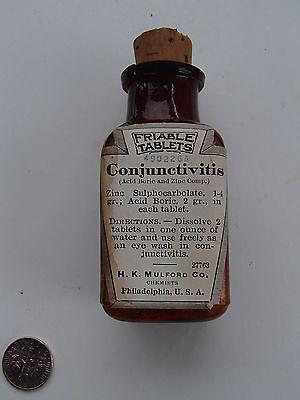 FRIABLE
TABLETS
490226A
Conjunctivitis
(Acid Boric and Zinc Comp.)
Zinc Sulphocarbolate, 1-4
gr.; Acid Boric, 2 gr., in
each tablet.
DIRECTIONS.—Dissolve 2
tablets in one ounce of
water and use freely as
an eye wash in con-
junctivitis.
27763
H. K. MULFORD CO.
CHEMISTS
Philadelphia, U. S. A.